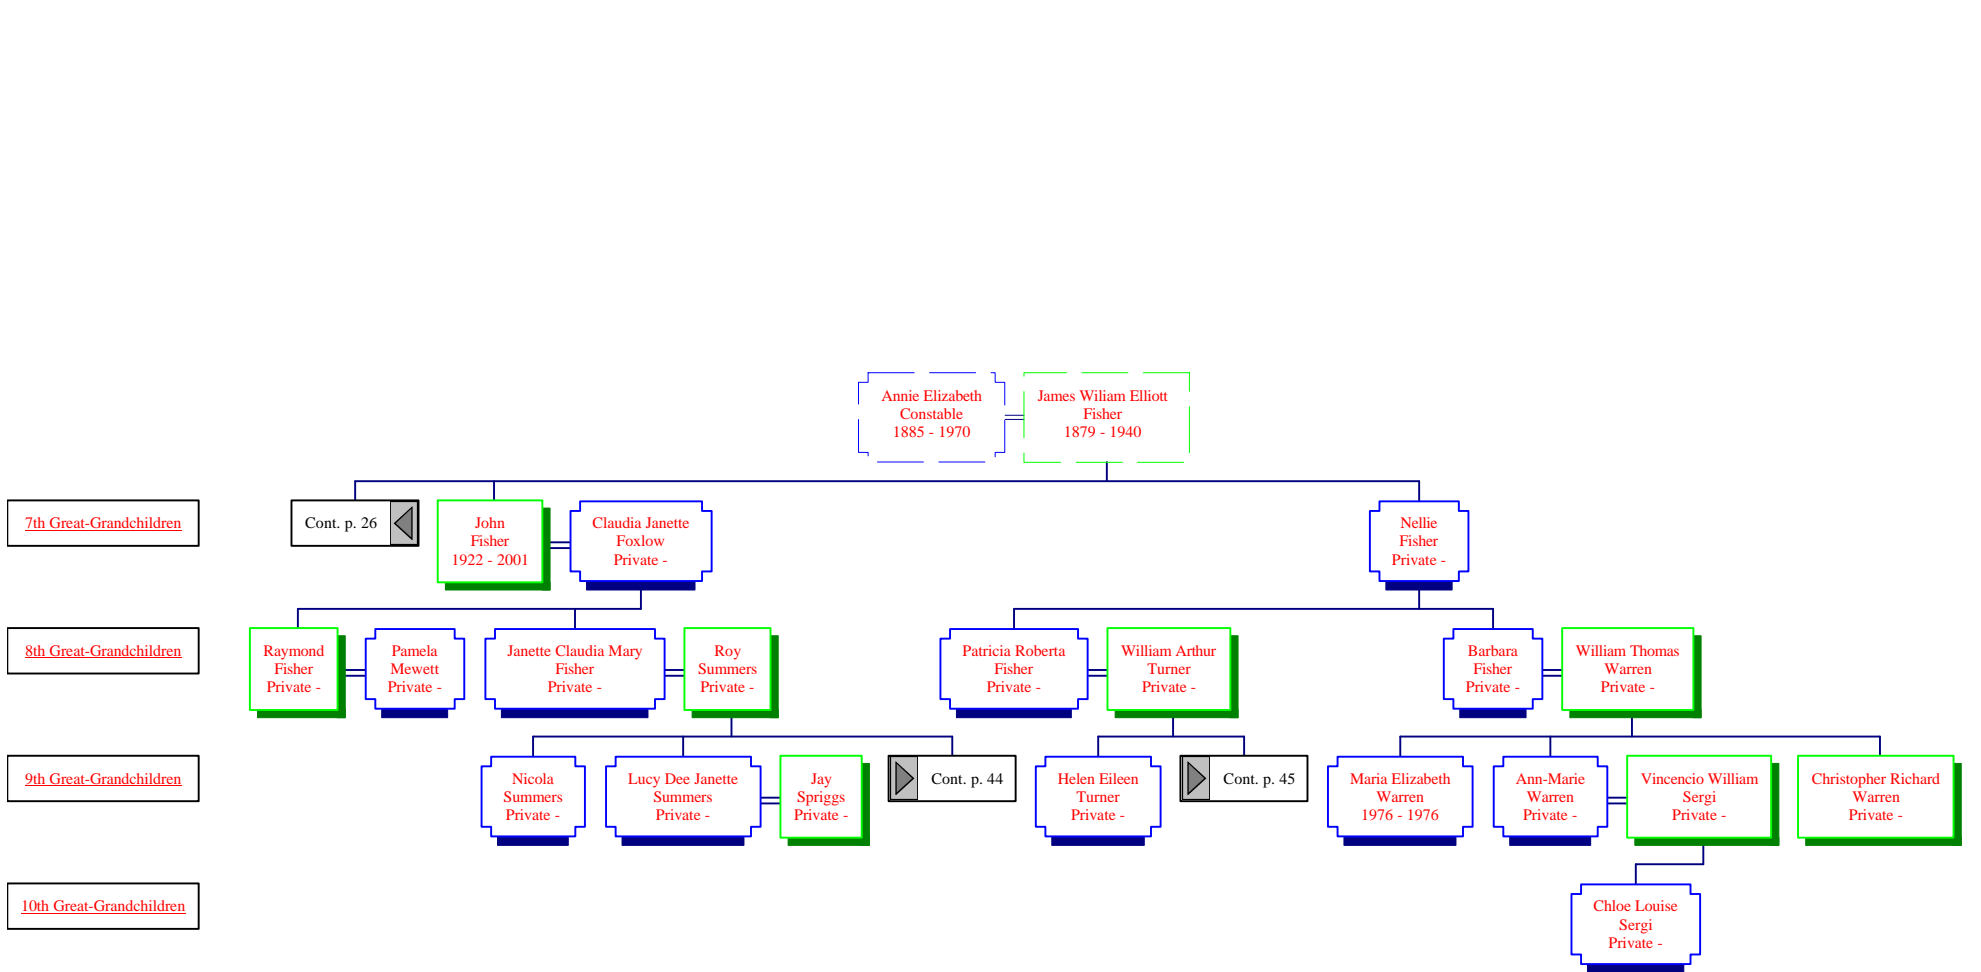 Annie Elizabeth
Constable
1885 - 1970
James Wiliam Elliott
Fisher
1879 - 1940
7th Great-Grandchildren
Cont. p. 26
John
Fisher
1922 - 2001
Claudia Janette
Foxlow
Private -
Nellie
Fisher
Private -
8th Great-Grandchildren
Raymond
Fisher
Private -
Pamela
Mewett
Private -
Janette Claudia Mary
Fisher
Private -
Roy
Summers
Private -
Patricia Roberta
Fisher
Private -
William Arthur
Turner
Private -
Barbara
Fisher
Private -
William Thomas
Warren
Private -
9th Great-Grandchildren
Nicola
Summers
Private -
Lucy Dee Janette
Summers
Private -
Jay
Spriggs
Private -
Cont. p. 44
Helen Eileen
Turner
Private -
Cont. p. 45
Maria Elizabeth
Warren
1976 - 1976
Ann-Marie
Warren
Private -
Vincencio William
Sergi
Private -
Christopher Richard
Warren
Private -
10th Great-Grandchildren
Chloe Louise
Sergi
Private -